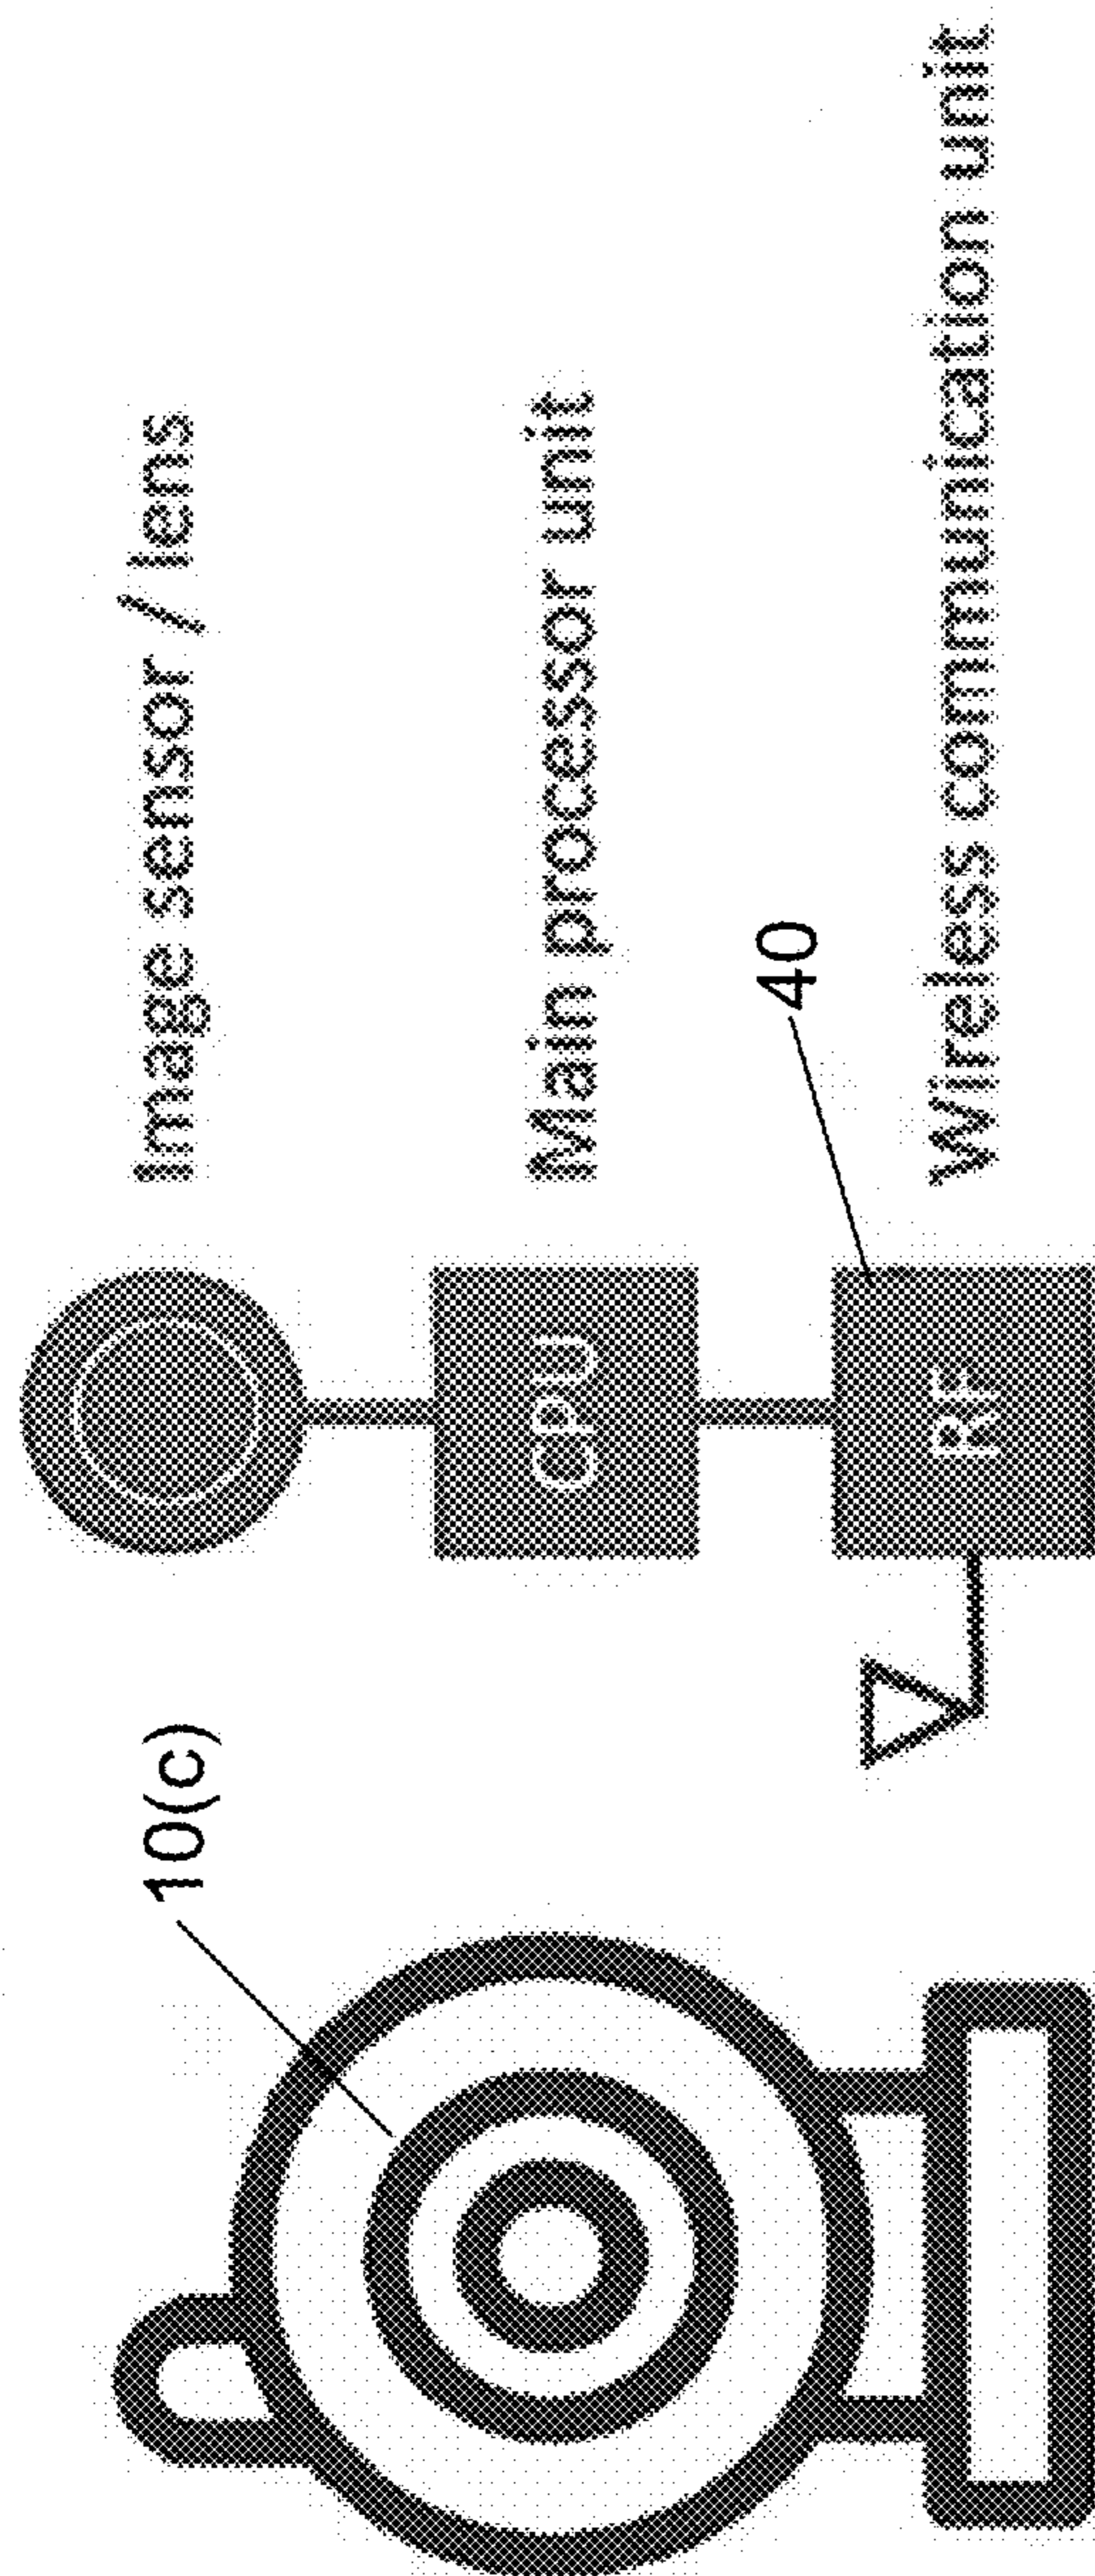 10(c)
Image sensor / lens
CPU
Main processor unit
40
RF
Wireless communication unit